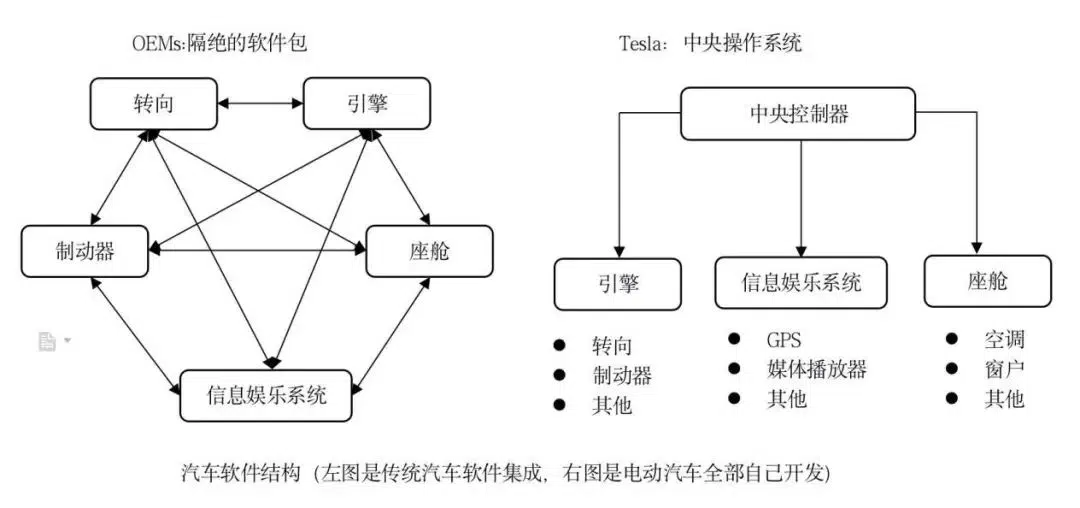 OEMs:隔绝的软件包
转向
引擎
制动器
座舱
信息娱乐系统
Tesla: 中央操作系统
中央控制器
引擎
转向
制动器
其他
信息娱乐系统
GPS
媒体播放器
其他
座舱
空调
窗户
其他
汽车软件结构 (左图是传统汽车软件集成, 右图是电动汽车全部自己开发)